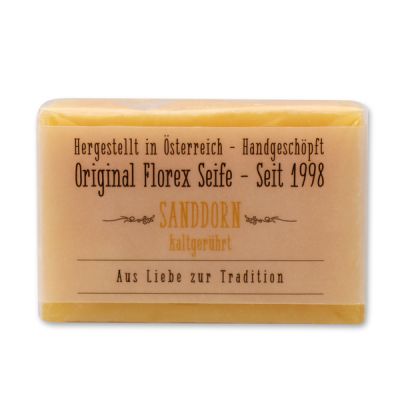 Hergestellt in Österreich - Handgeschöpft
Original Florex Seife - Seit 1998
SANDDORN
kaltgerührt
Aus Liebe zur Tradition